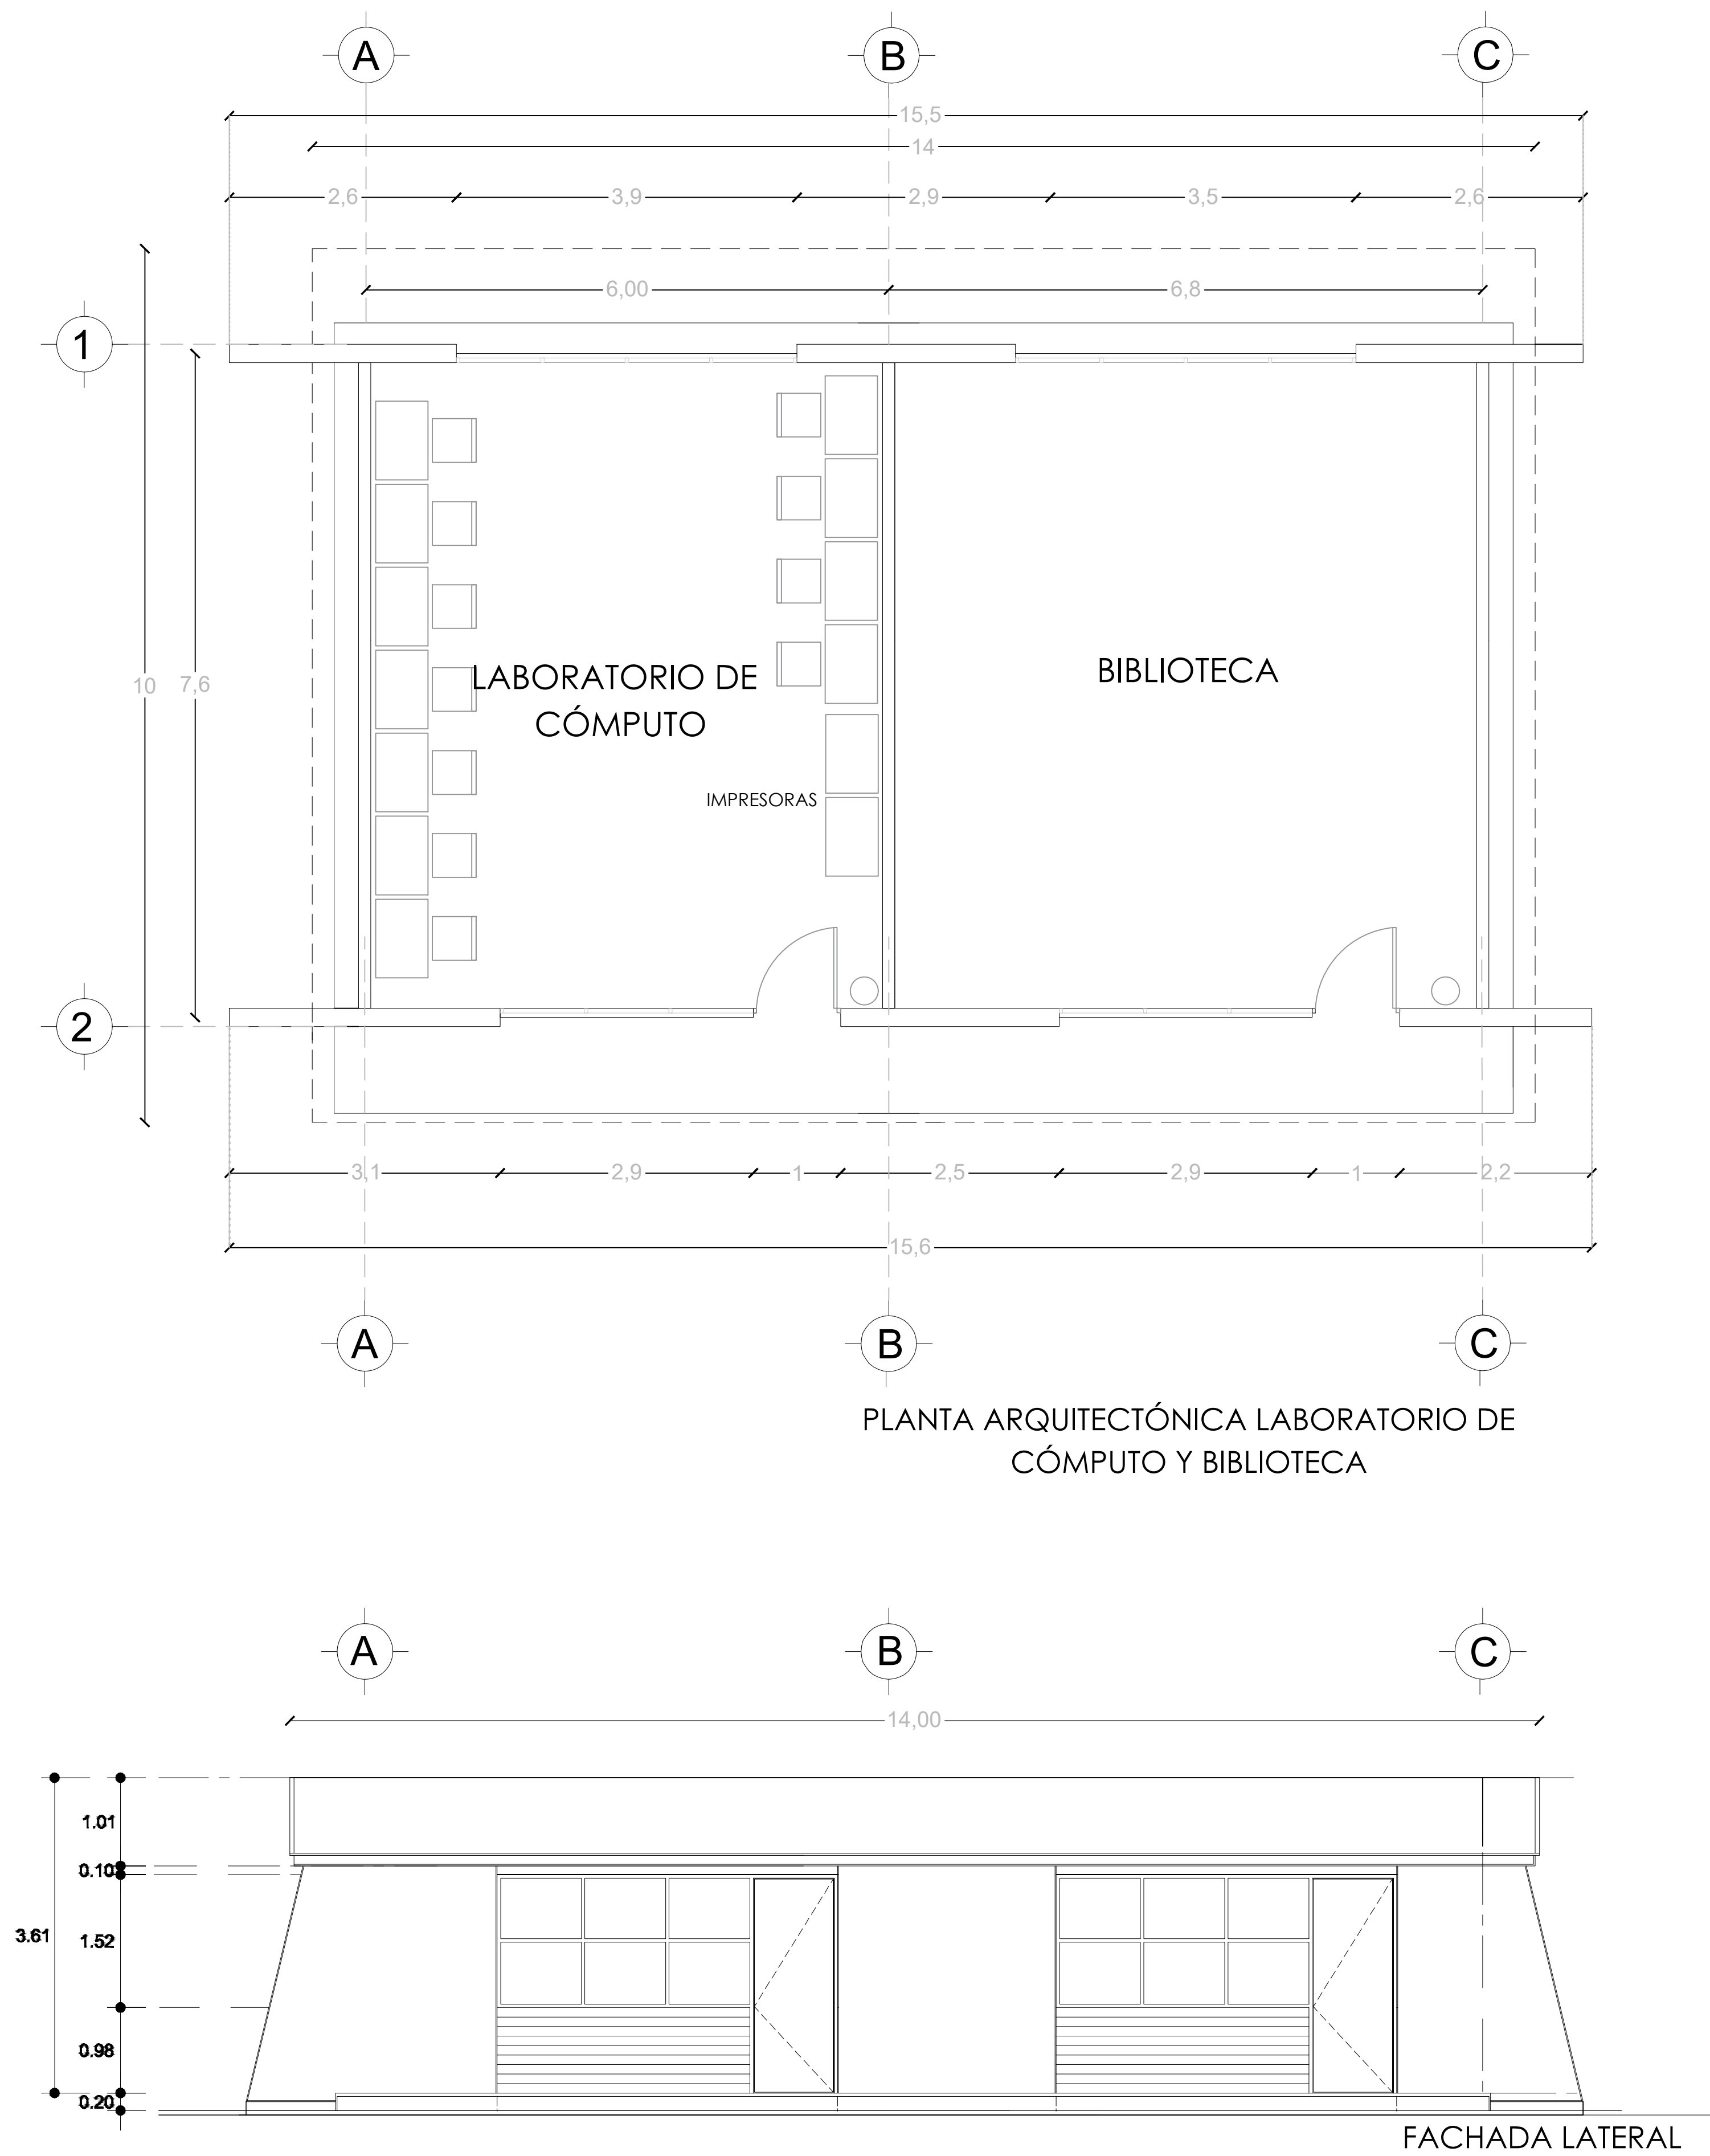 A B C
15,5
14
2,6 3,9 2,9 3,5 2,6
6,00 6,8
1
10 7,6
LABORATORIO DE
CÓMPUTO
BIBLIOTECA
IMPRESORAS
2
3,1 2,9 1 2,5 2,9 1 2,2
15,6
A B C
PLANTA ARQUITECTÓNICA LABORATORIO DE
CÓMPUTO Y BIBLIOTECA
A B C
14,00
1.01
0.10
3.61 1.52
0.98
0.20
FACHADA LATERAL